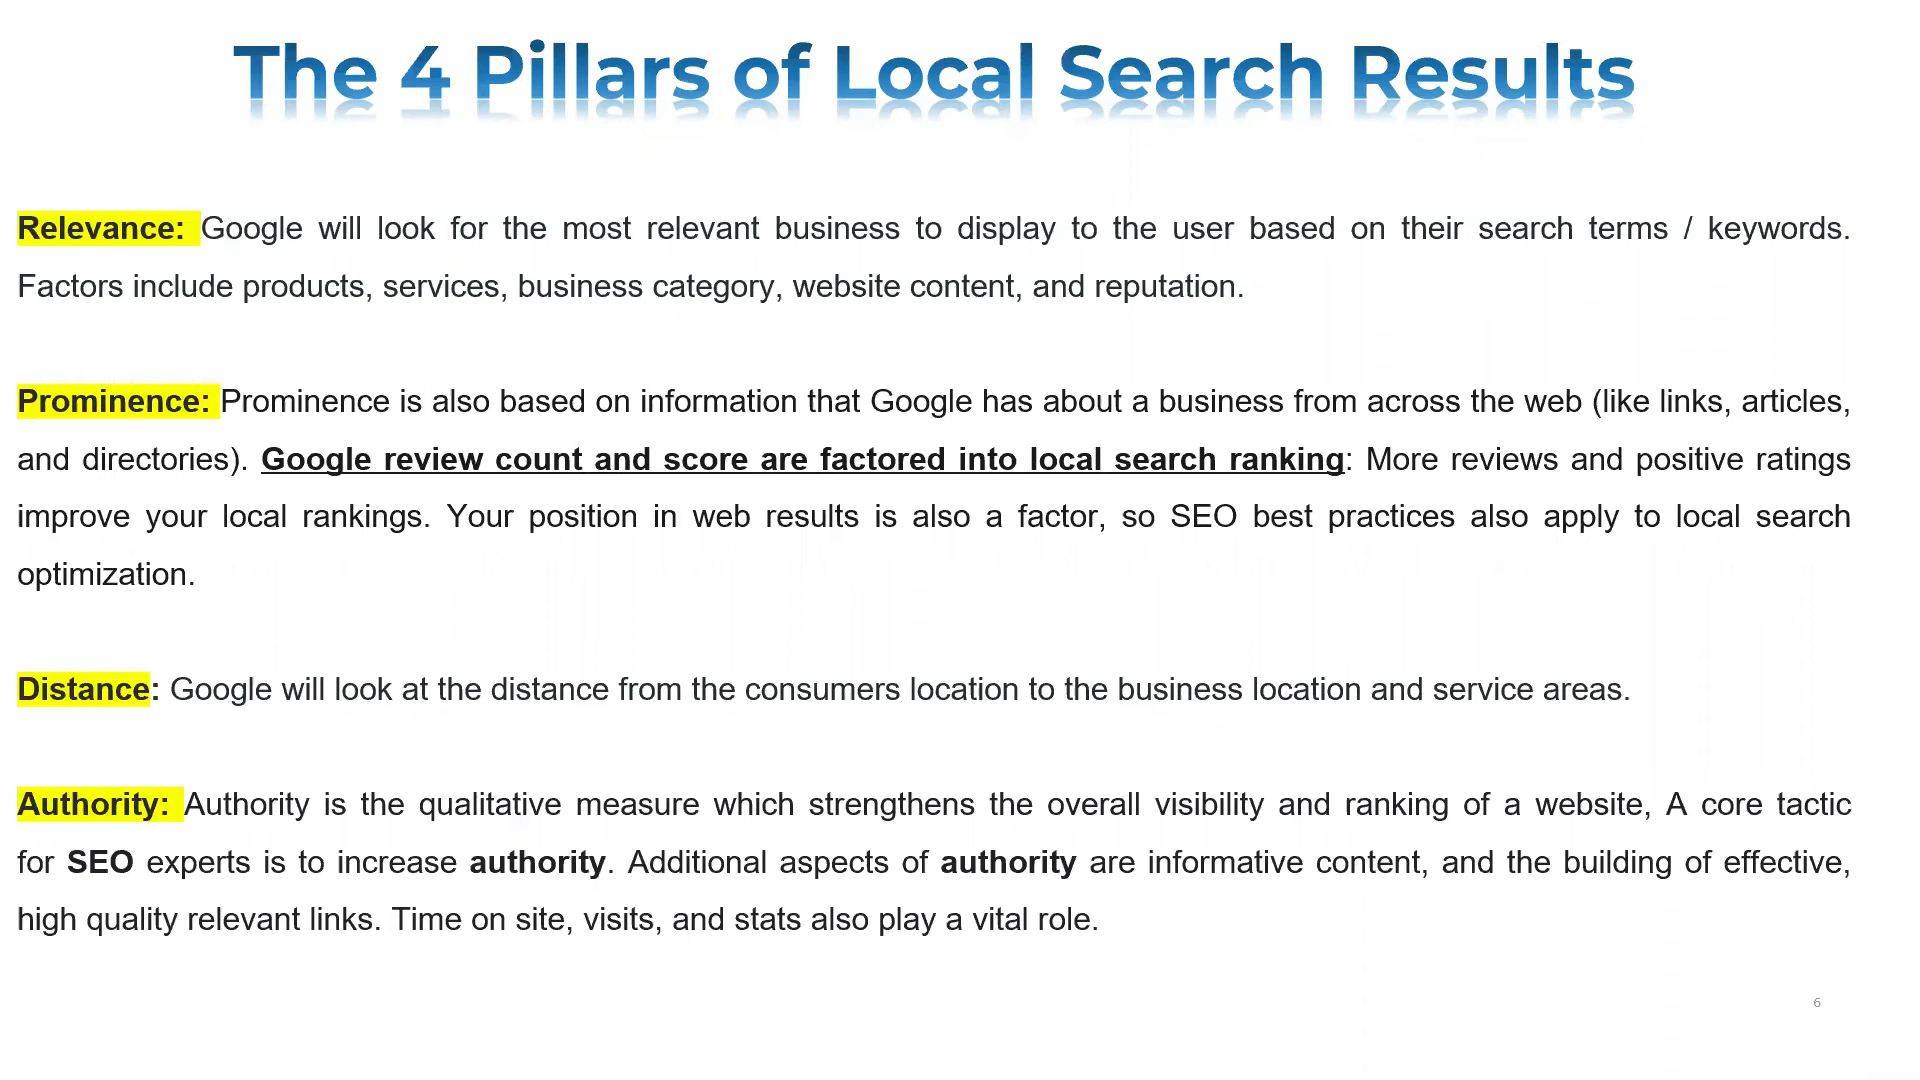 The 4 Pillars of Local Search Results
Relevance: Google will look for the most relevant business to display to the user based on their search terms / keywords.
Factors include products, services, business category, website content, and reputation.
Prominence: Prominence is also based on information that Google has about a business from across the web (like links, articles,
and directories). Google review count and score are factored into local search ranking: More reviews and positive ratings
improve your local rankings. Your position in web results is also a factor, so SEO best practices also apply to local search
optimization.
Distance: Google will look at the distance from the consumers location to the business location and service areas.
Authority: Authority is the qualitative measure which strengthens the overall visibility and ranking of a website, A core tactic
for SEO experts is to increase authority. Additional aspects of authority are informative content, and the building of effective,
high quality relevant links. Time on site, visits, and stats also play a vital role.
6